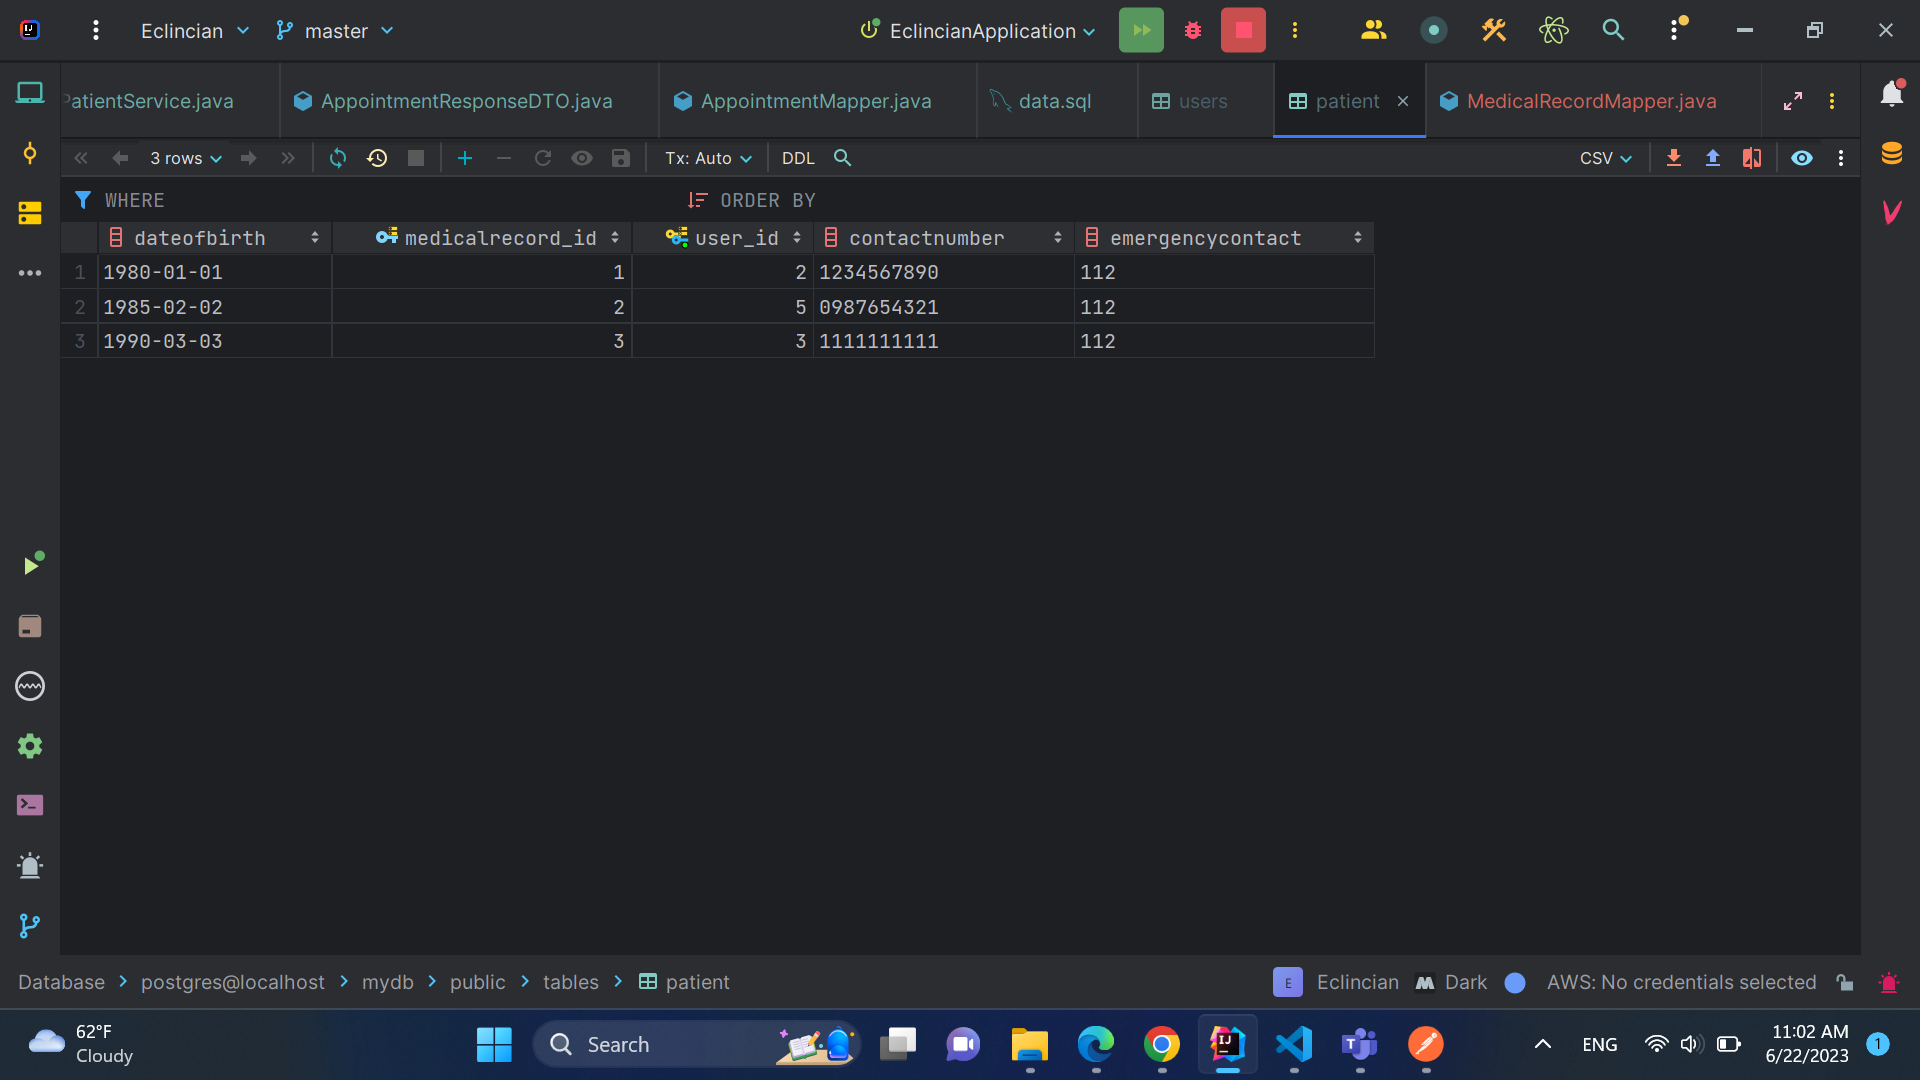 Eclincian
master
EclincianApplication
PatientService.java
AppointmentResponseDTO.java
AppointmentMapper.java
data.sql
users
patient
MedicalRecordMapper.java
3 rows
Tx: Auto
DDL
CSV
WHERE
ORDER BY
dateofbirth
medicalrecord_id
user_id
contactnumber
emergencycontact
1 1980-01-01 1 2 1234567890 112
2 1985-02-02 2 5 0987654321 112
3 1990-03-03 3 3 1111111111 112
Database > postgres@localhost > mydb > public > tables > patient
E
Eclincian
Dark
AWS: No credentials selected
62°F
Cloudy
Search
ENG
11:02 AM
6/22/2023
1